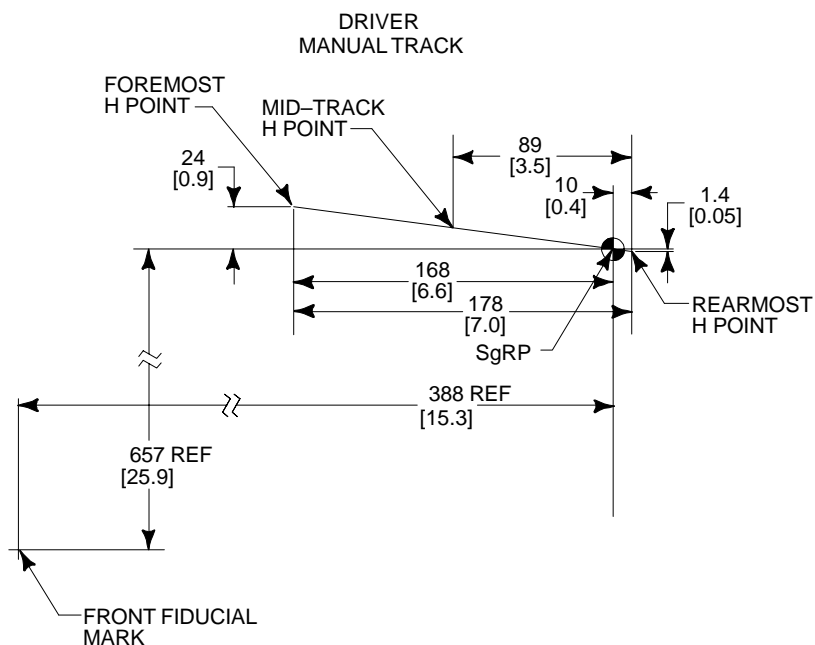 DRIVER
MANUAL TRACK
FOREMOST
H POINT
MID–TRACK
H POINT
24
[0.9]
89
[3.5]
10
[0.4]
1.4
[0.05]
168
[6.6]
178
[7.0]
REARMOST
H POINT
SgRP
388 REF
[15.3]
657 REF
[25.9]
FRONT FIDUCIAL
MARK